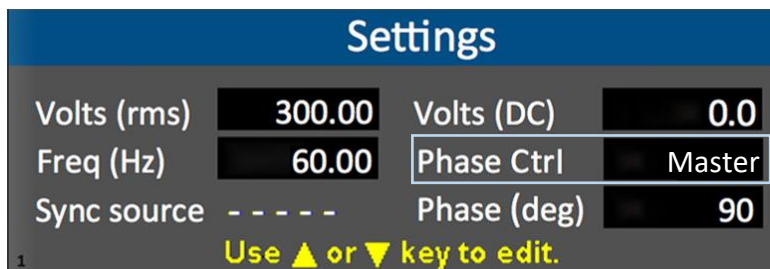 Settings
Volts (rms) 300.00 Volts (DC) 0.0
Freq (Hz) 60.00 Phase Ctrl Master
Sync source - - - - - Phase (deg) 90
1 Use ▲ or ▼ key to edit.